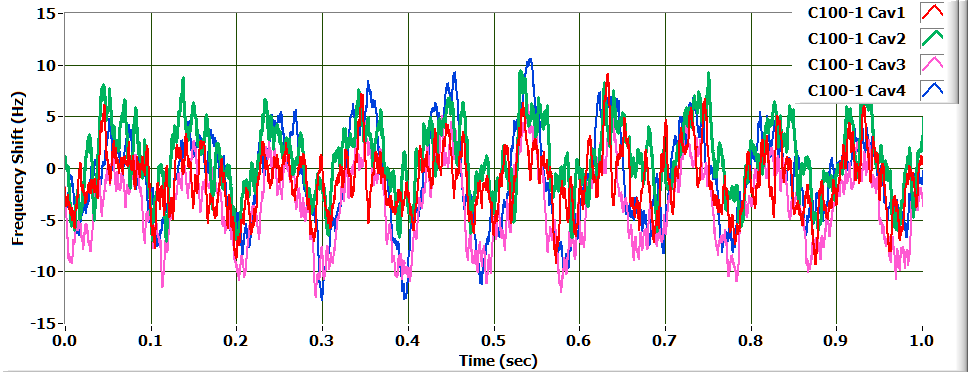 15
10
5
0
-5
-10
-15
Frequency Shift (Hz)
C100-1 Cav1
C100-1 Cav2
C100-1 Cav3
C100-1 Cav4
0.0 0.1 0.2 0.3 0.4 0.5 0.6 0.7 0.8 0.9 1.0
Time (sec)